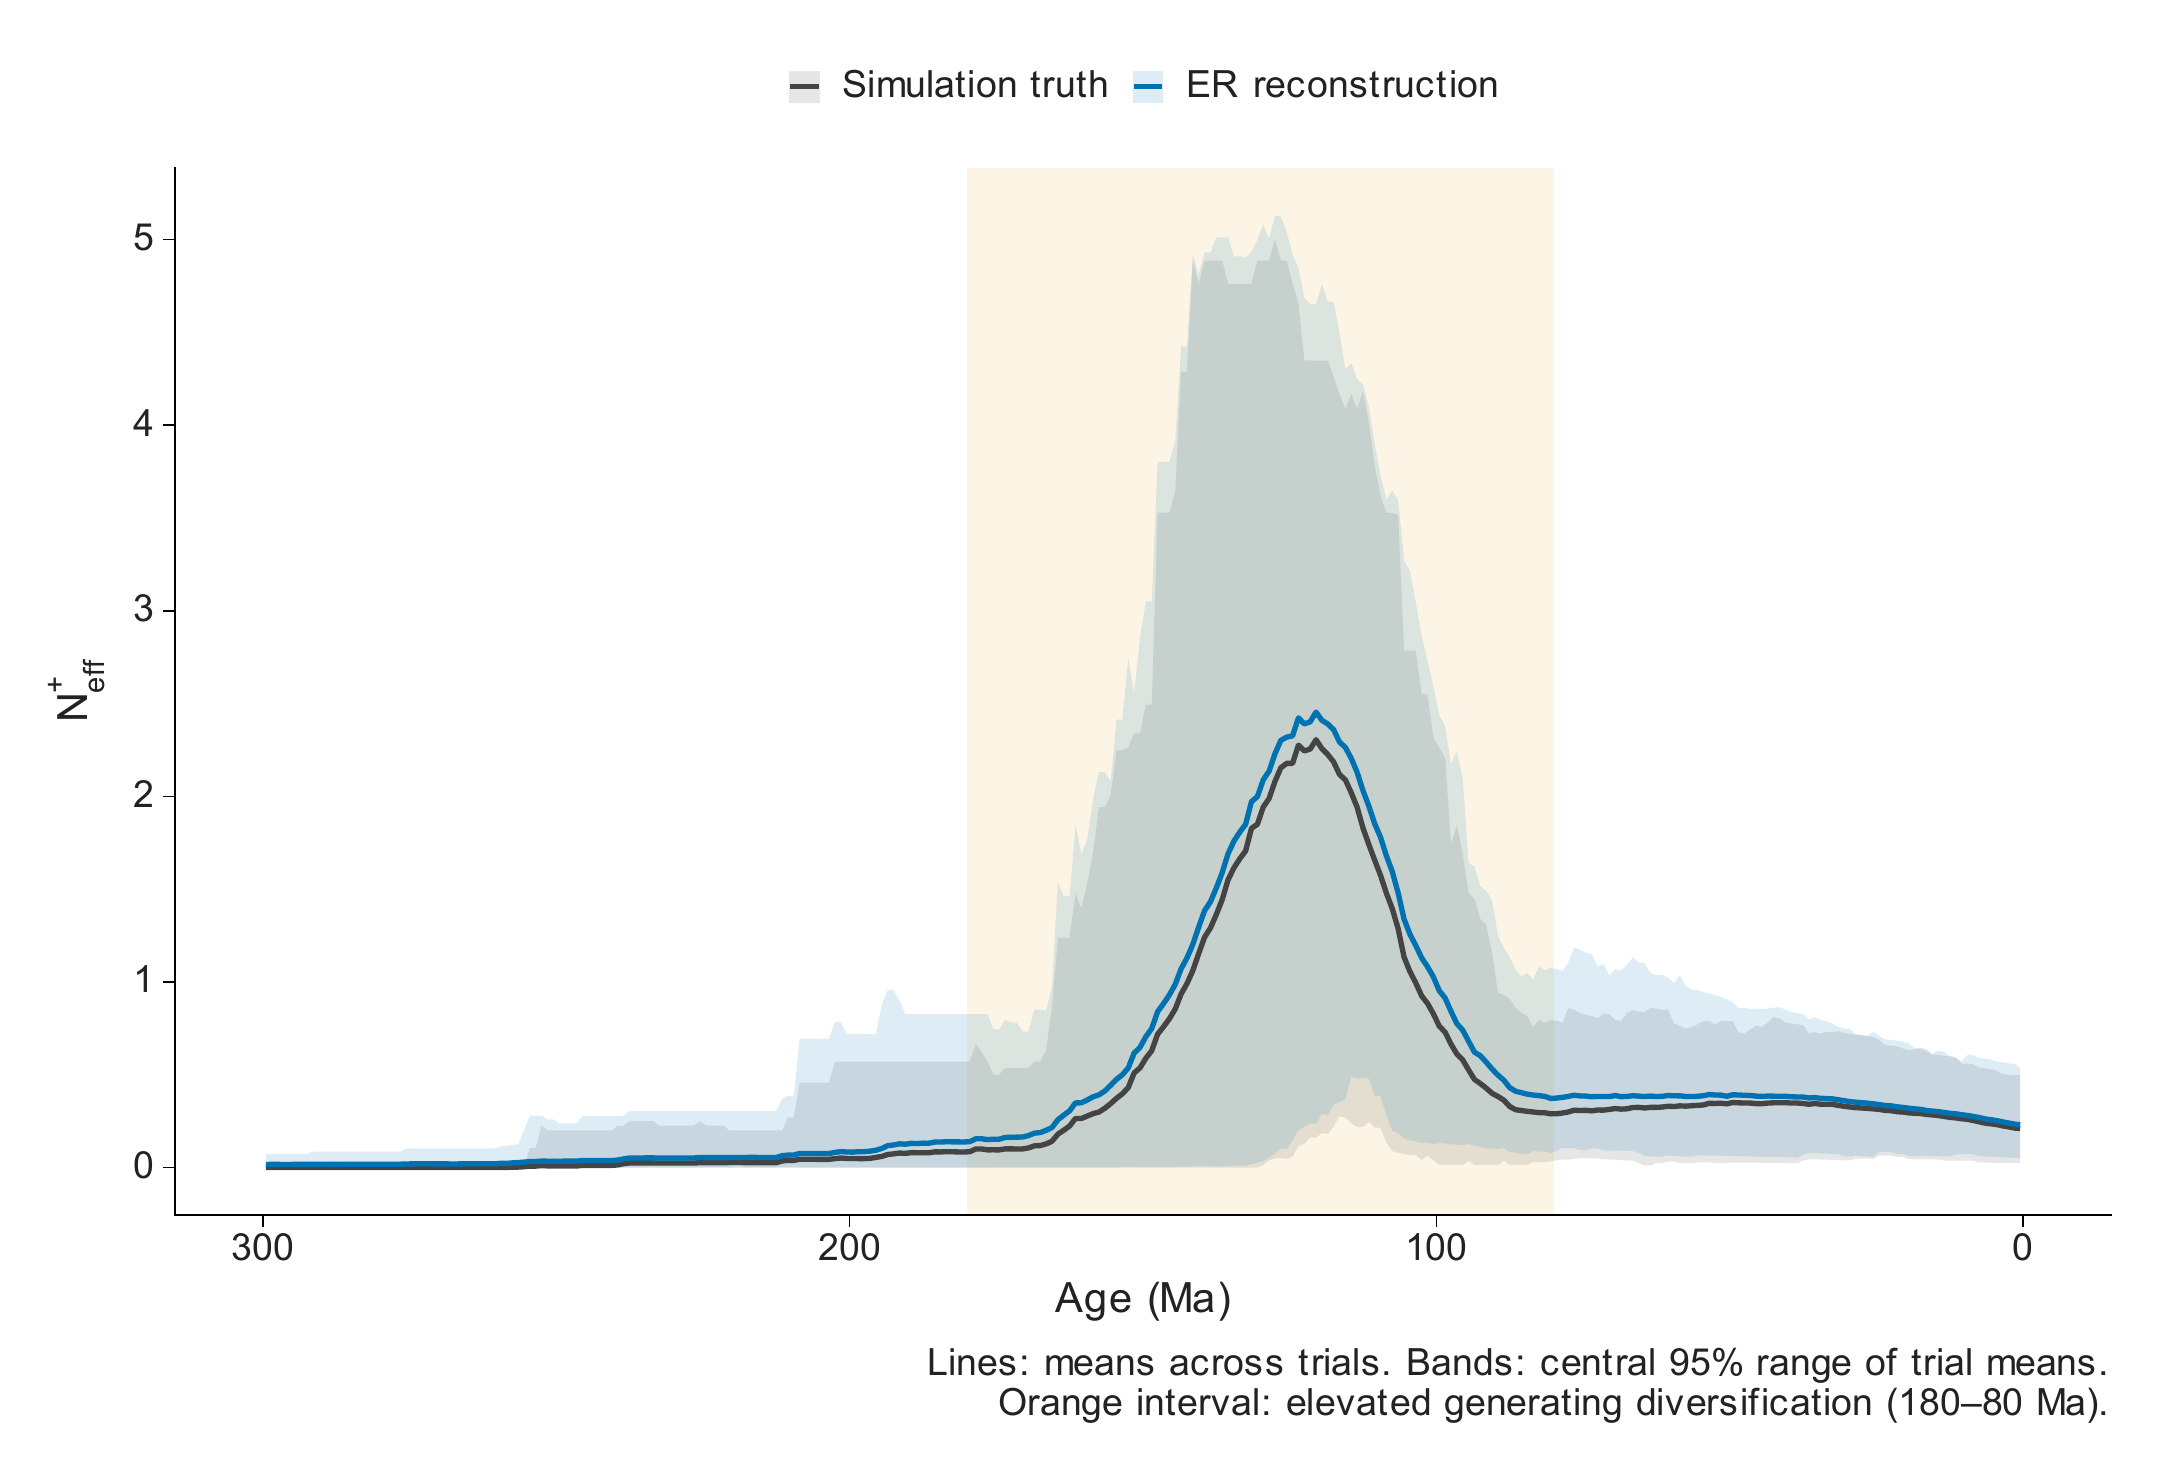 Simulation truth ER reconstruction
5
4
3
2
1
0
N+eff
300 200 100 0
Age (Ma)
Lines: means across trials. Bands: central 95% range of trial means.
Orange interval: elevated generating diversification (180–80 Ma).